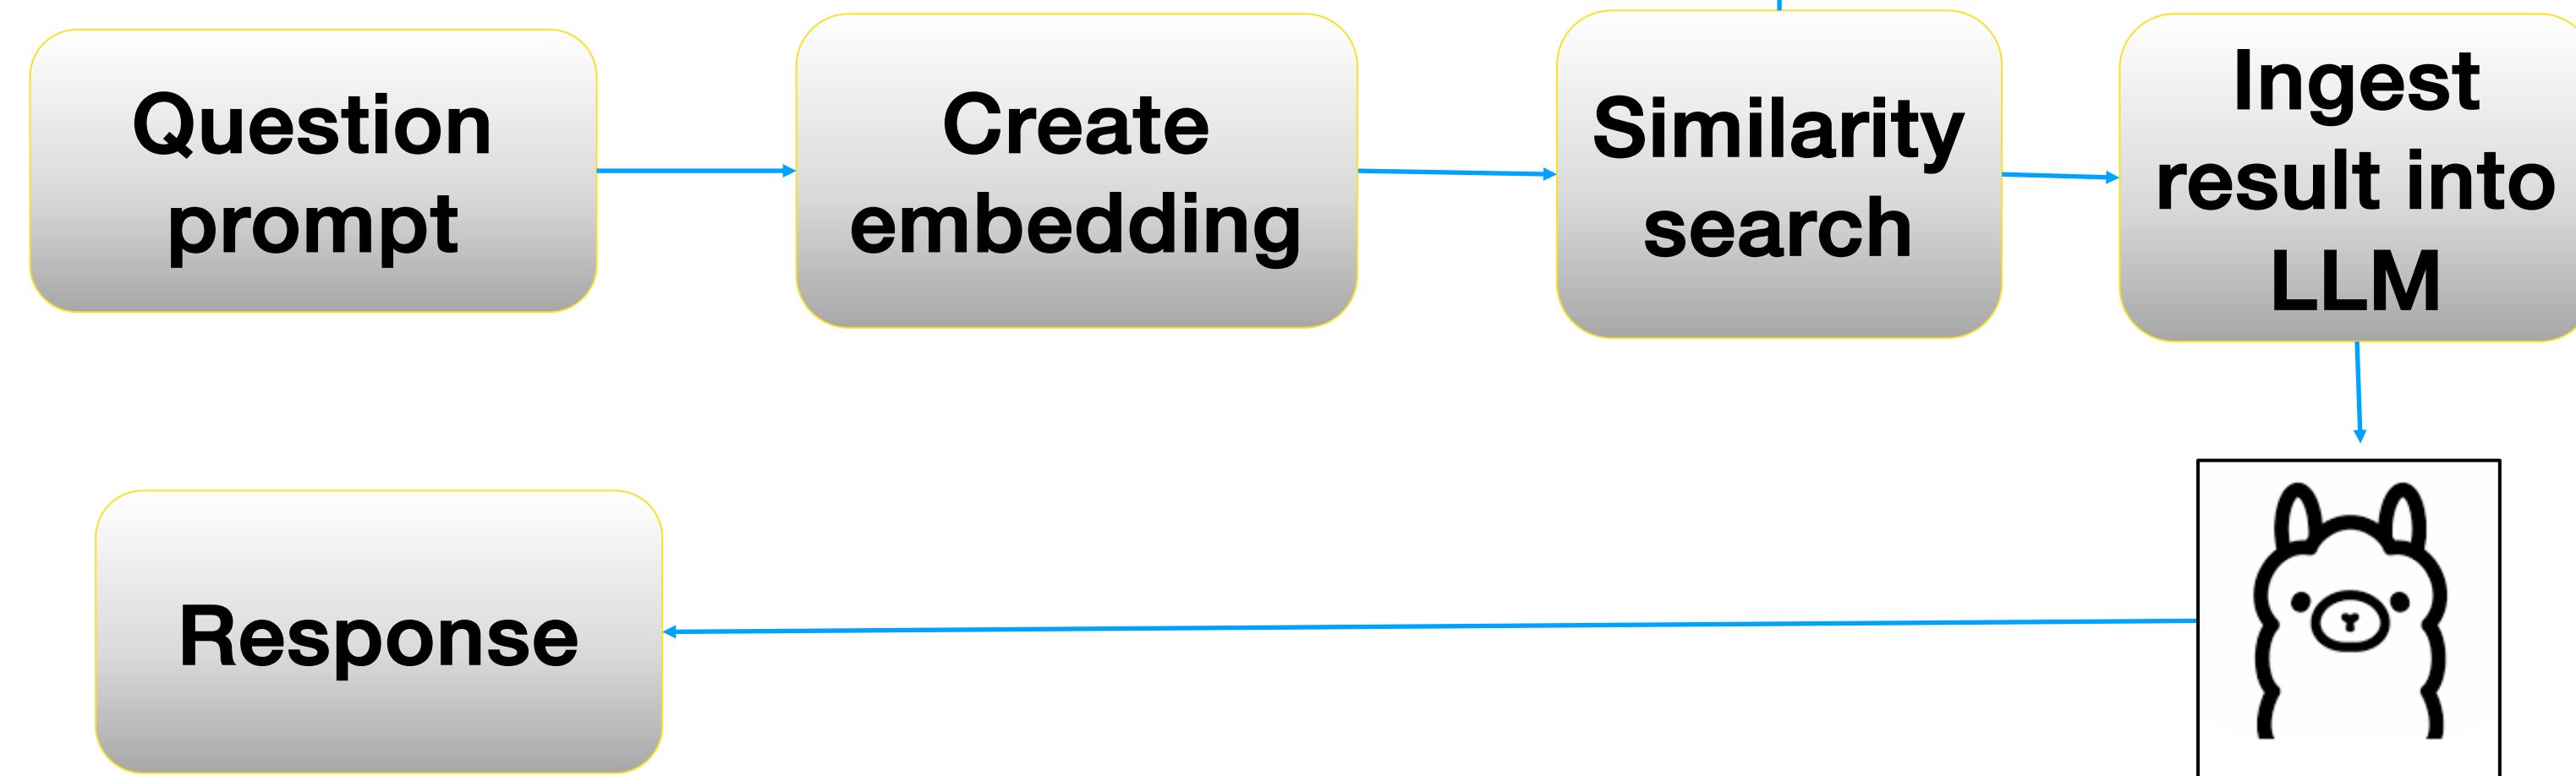 Question
prompt
Create
embedding
Similarity
search
Ingest
result into
LLM
Response